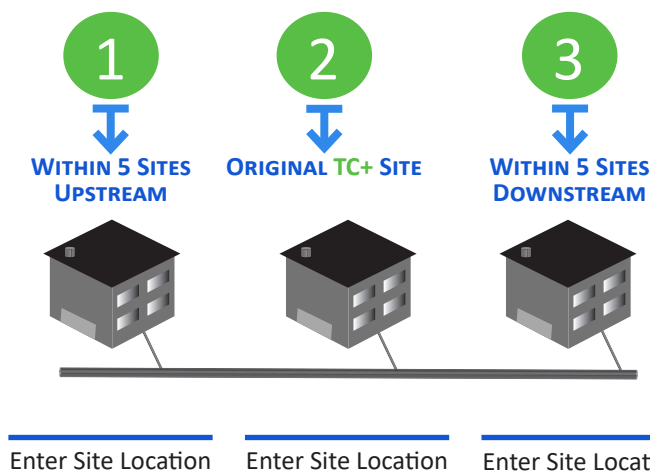 1
2
3
Within 5 Sites
Upstream
Original TC+ Site
Within 5 Sites
Downstream
Enter Site Location
Enter Site Location
Enter Site Locat